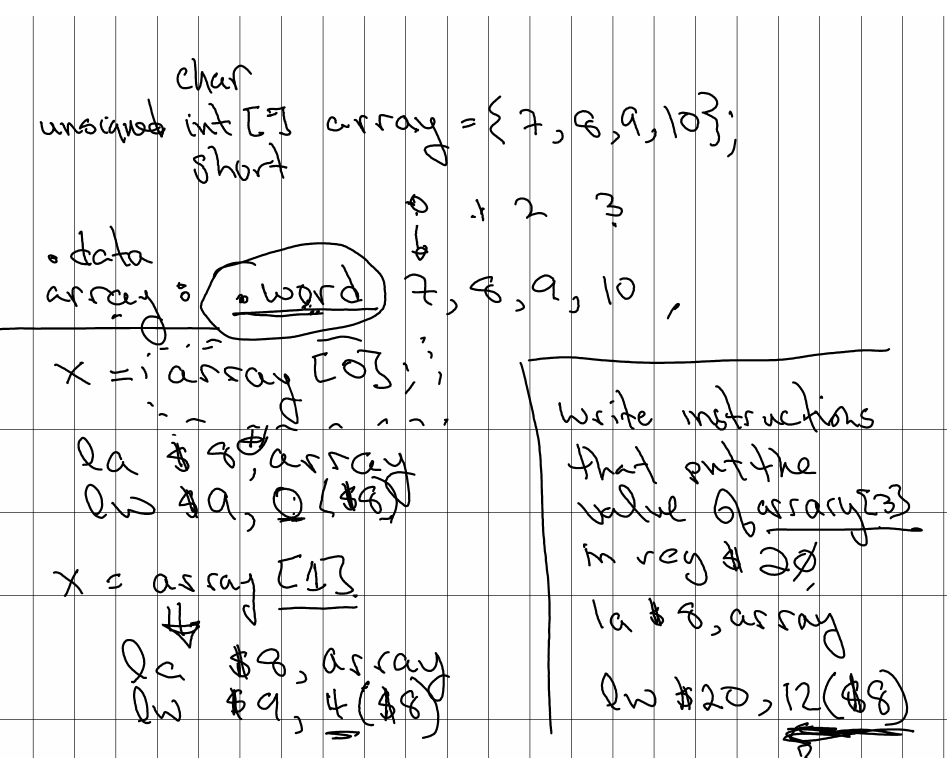 char
unsigned int [] array = {7, 8, 9, 10};
short
0 1 2 3
.data
array : .word 7, 8, 9, 10 ,
x = array [0];
la $8, array
lw $9, 0($8)
x = array [1]
la $8, array
lw $9, 4($8)
write instructions
that put the
value of array[3]
in reg $20
la $8, array
lw $20, 12($8)